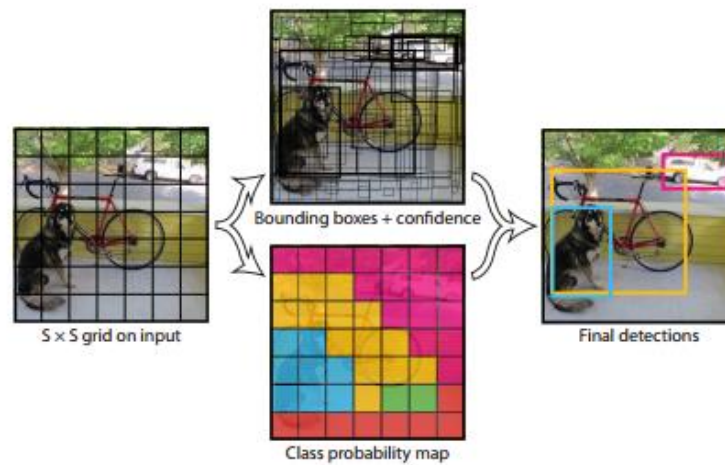 S × S grid on input
Bounding boxes + confidence
Class probability map
Final detections